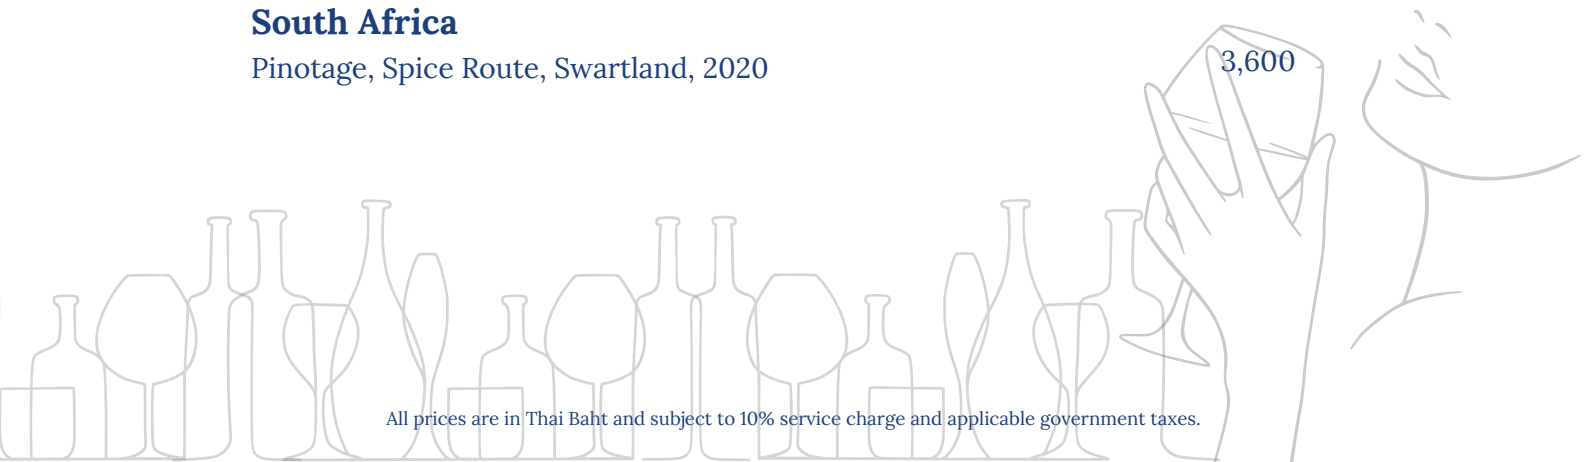 South Africa
Pinotage, Spice Route, Swartland, 2020 3,600
All prices are in Thai Baht and subject to 10% service charge and applicable government taxes.